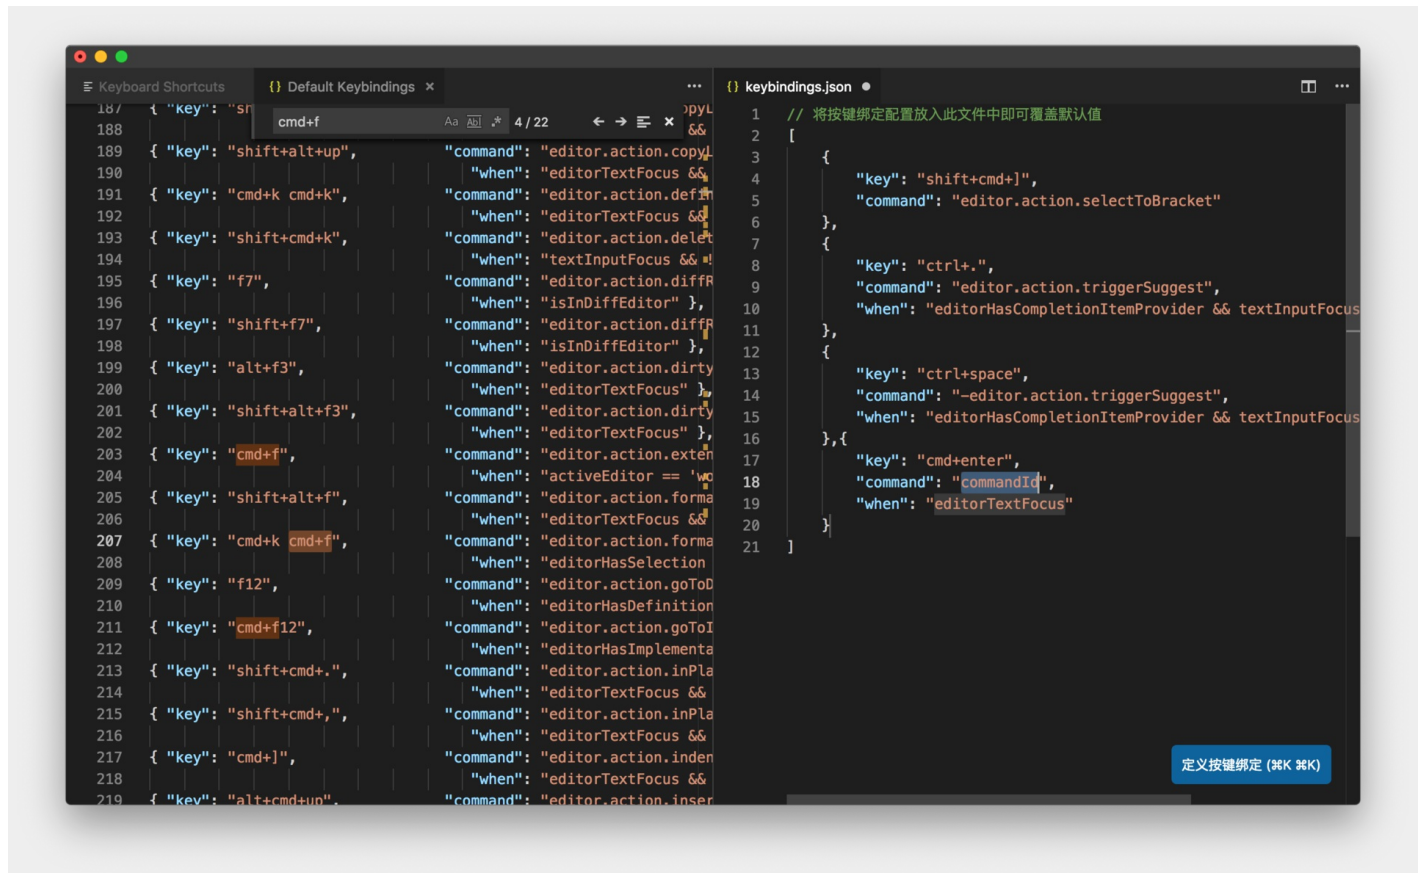 Keyboard Shortcuts
{} Default Keybindings ×
···
cmd+f
Aa Abl .* 4 / 22
187 { "key": "sh
188 &&
189 { "key": "shift+alt+up", "command": "editor.action.copyL
190 "when": "editorTextFocus &&
191 { "key": "cmd+k cmd+k", "command": "editor.action.defin
192 "when": "editorTextFocus &&
193 { "key": "shift+cmd+k", "command": "editor.action.delet
194 "when": "textInputFocus && !
195 { "key": "f7", "command": "editor.action.diffR
196 "when": "isInDiffEditor" },
197 { "key": "shift+f7", "command": "editor.action.diffR
198 "when": "isInDiffEditor" },
199 { "key": "alt+f3", "command": "editor.action.dirty
200 "when": "editorTextFocus" },
201 { "key": "shift+alt+f3", "command": "editor.action.dirty
202 "when": "editorTextFocus" },
203 { "key": "cmd+f", "command": "editor.action.exten
204 "when": "activeEditor == 'wo
205 { "key": "shift+alt+f", "command": "editor.action.forma
206 "when": "editorTextFocus &&
207 { "key": "cmd+k cmd+f", "command": "editor.action.forma
208 "when": "editorHasSelection
209 { "key": "f12", "command": "editor.action.goToD
210 "when": "editorHasDefinition
211 { "key": "cmd+f12", "command": "editor.action.goToI
212 "when": "editorHasImplementa
213 { "key": "shift+cmd+.", "command": "editor.action.inPla
214 "when": "editorTextFocus &&
215 { "key": "shift+cmd+,", "command": "editor.action.inPla
216 "when": "editorTextFocus &&
217 { "key": "cmd+]", "command": "editor.action.inden
218 "when": "editorTextFocus &&
219 { "key": "alt+cmd+up", "command": "editor.action.inser
{} keybindings.json ●
···
1 // 将按键绑定配置放入此文件中即可覆盖默认值
2 [
3 {
4 "key": "shift+cmd+]",
5 "command": "editor.action.selectToBracket"
6 },
7 {
8 "key": "ctrl+.",
9 "command": "editor.action.triggerSuggest",
10 "when": "editorHasCompletionItemProvider && textInputFocus
11 },
12 {
13 "key": "ctrl+space",
14 "command": "-editor.action.triggerSuggest",
15 "when": "editorHasCompletionItemProvider && textInputFocus
16 },{
17 "key": "cmd+enter",
18 "command": "commandId",
19 "when": "editorTextFocus"
20 }
21 ]
定义按键绑定 (⌘K ⌘K)